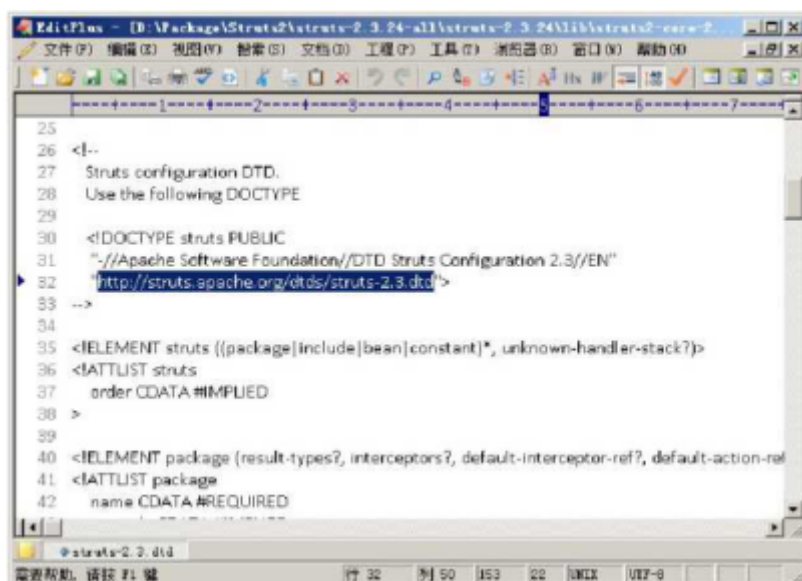 EditPlus - [D:\Package\Struts2\struts-2.3.24-all\struts-2.3.24\lib\struts2-core-2...
文件(F) 编辑(E) 视图(V) 搜索(S) 文档(D) 工程(P) 工具(T) 浏览器(B) 窗口(W) 帮助(H)
----+----1----+----2----+----3----+----4----+----5----+----6----+----7----+
25
26 <!--
27 Struts configuration DTD.
28 Use the following DOCTYPE
29
30 <!DOCTYPE struts PUBLIC
31 "-//Apache Software Foundation//DTD Struts Configuration 2.3//EN"
32 "http://struts.apache.org/dtds/struts-2.3.dtd">
33 -->
34
35 <!ELEMENT struts ((package|include|bean|constant)*, unknown-handler-stack?)>
36 <!ATTLIST struts
37 order CDATA #IMPLIED
38 >
39
40 <!ELEMENT package (result-types?, interceptors?, default-interceptor-ref?, default-action-ref
41 <!ATTLIST package
42 name CDATA #REQUIRED
struts-2.3.dtd
需要帮助, 请按 F1 键 行 32 列 50 153 22 UNIX UTF-8